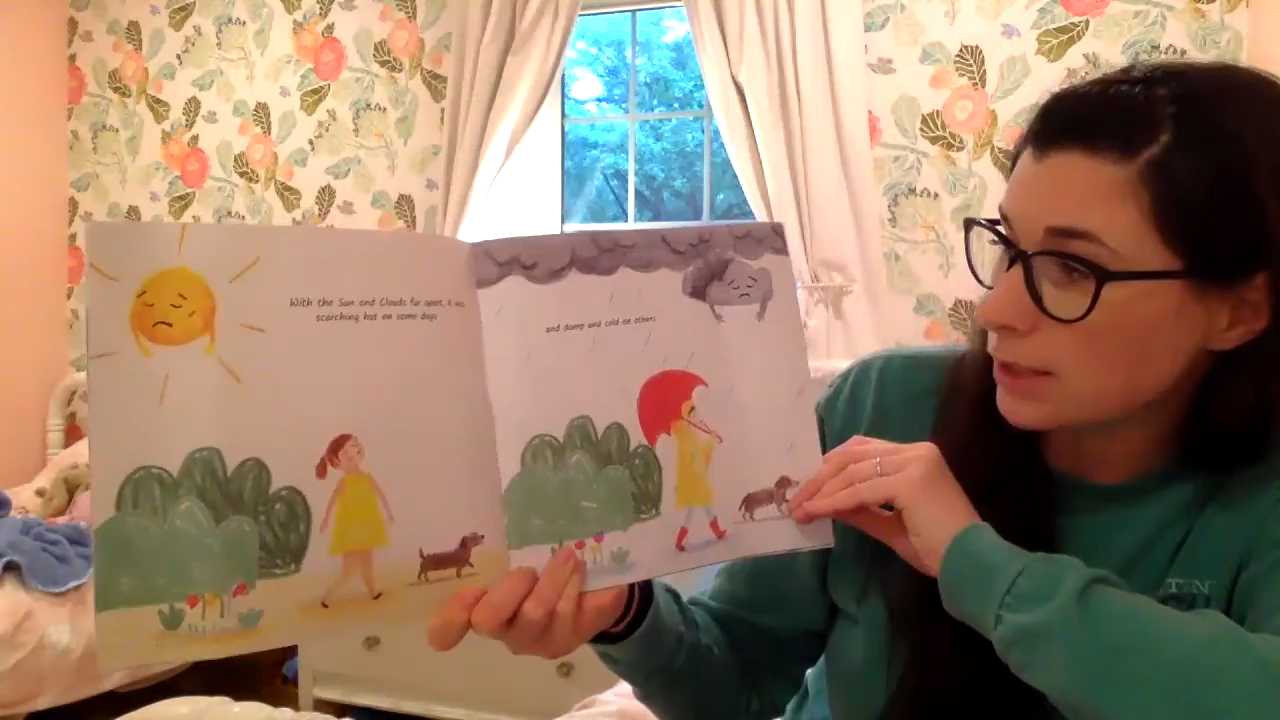 With the Sun and Clouds far apart, it was
scorching hot on some days
and damp and cold on others